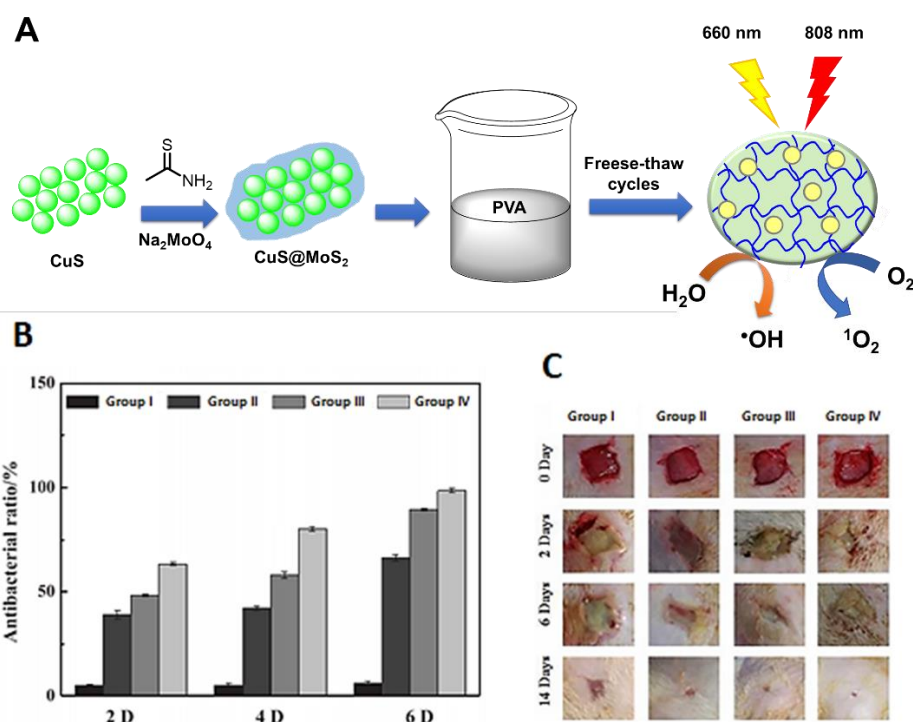 A
660 nm 808 nm
S
NH2
Na2MoO4
CuS
CuS@MoS2
PVA
Freese-thaw
cycles
H2O
O2
•OH
1O2
B
Antibacterial ratio/%
150
100
50
0
Group I Group II Group III Group IV
2 D 4 D 6 D
C
Group I Group II Group III Group IV
0 Day
2 Days
6 Days
14 Days